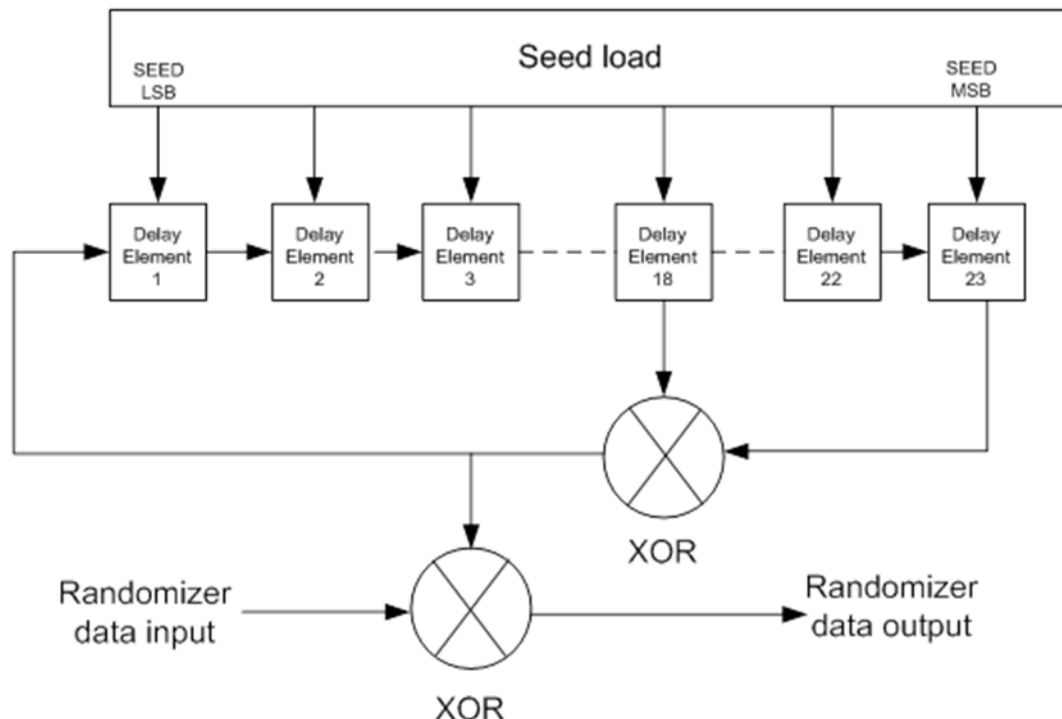 Seed load
SEED
LSB
SEED
MSB
Delay
Element
1
Delay
Element
2
Delay
Element
3
Delay
Element
18
Delay
Element
22
Delay
Element
23
XOR
Randomizer
data input
Randomizer
data output
XOR